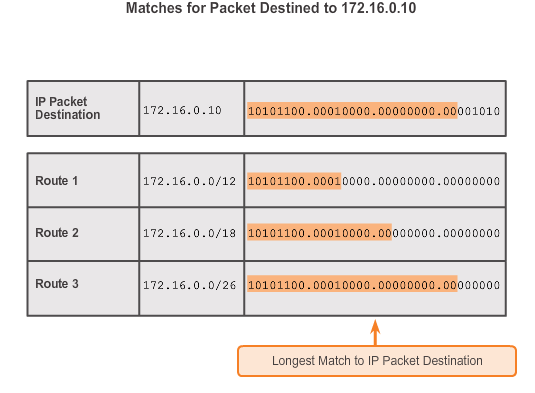 Matches for Packet Destined to 172.16.0.10
IP Packet
Destination
172.16.0.10
10101100.00010000.00000000.00001010
Route 1
172.16.0.0/12
10101100.00010000.00000000.00000000
Route 2
172.16.0.0/18
10101100.00010000.00000000.00000000
Route 3
172.16.0.0/26
10101100.00010000.00000000.00000000
Longest Match to IP Packet Destination